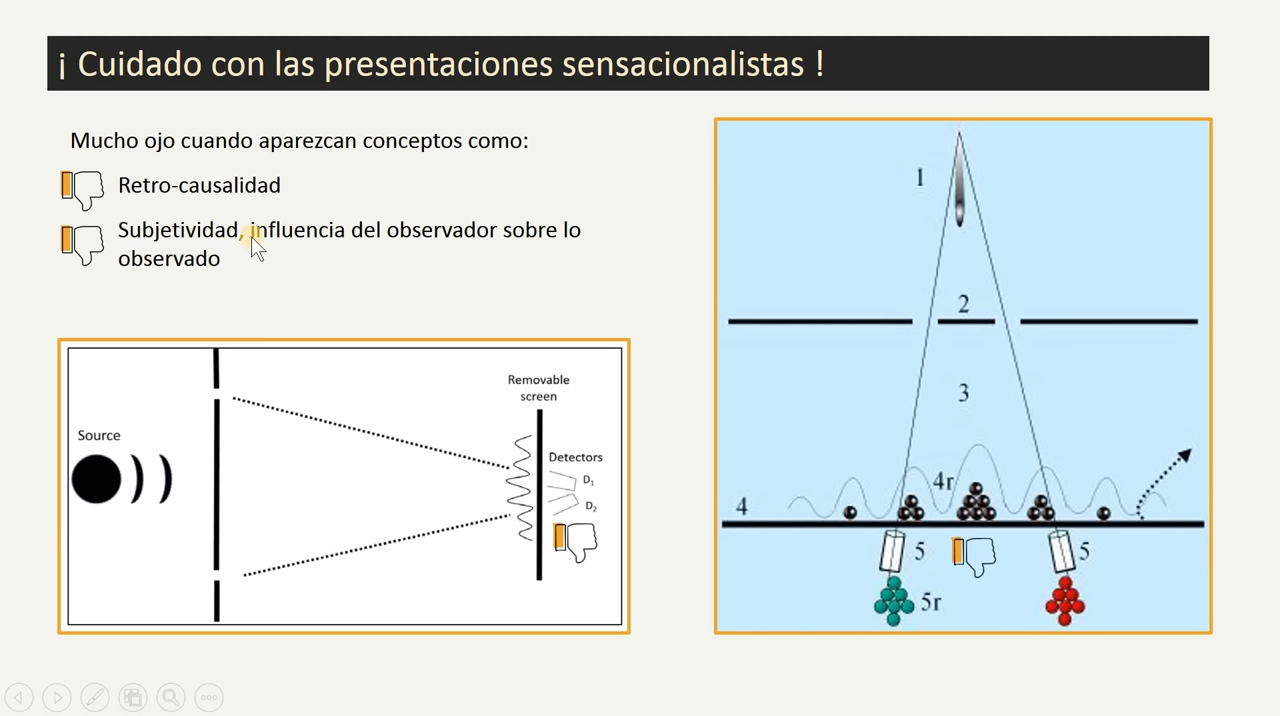 ¡ Cuidado con las presentaciones sensacionalistas !
Mucho ojo cuando aparezcan conceptos como:
Retro-causalidad
Subjetividad, influencia del observador sobre lo
observado
Removable
screen
Source
Detectors
D₁
D₂
1
2
3
4r
4
5
5
5r